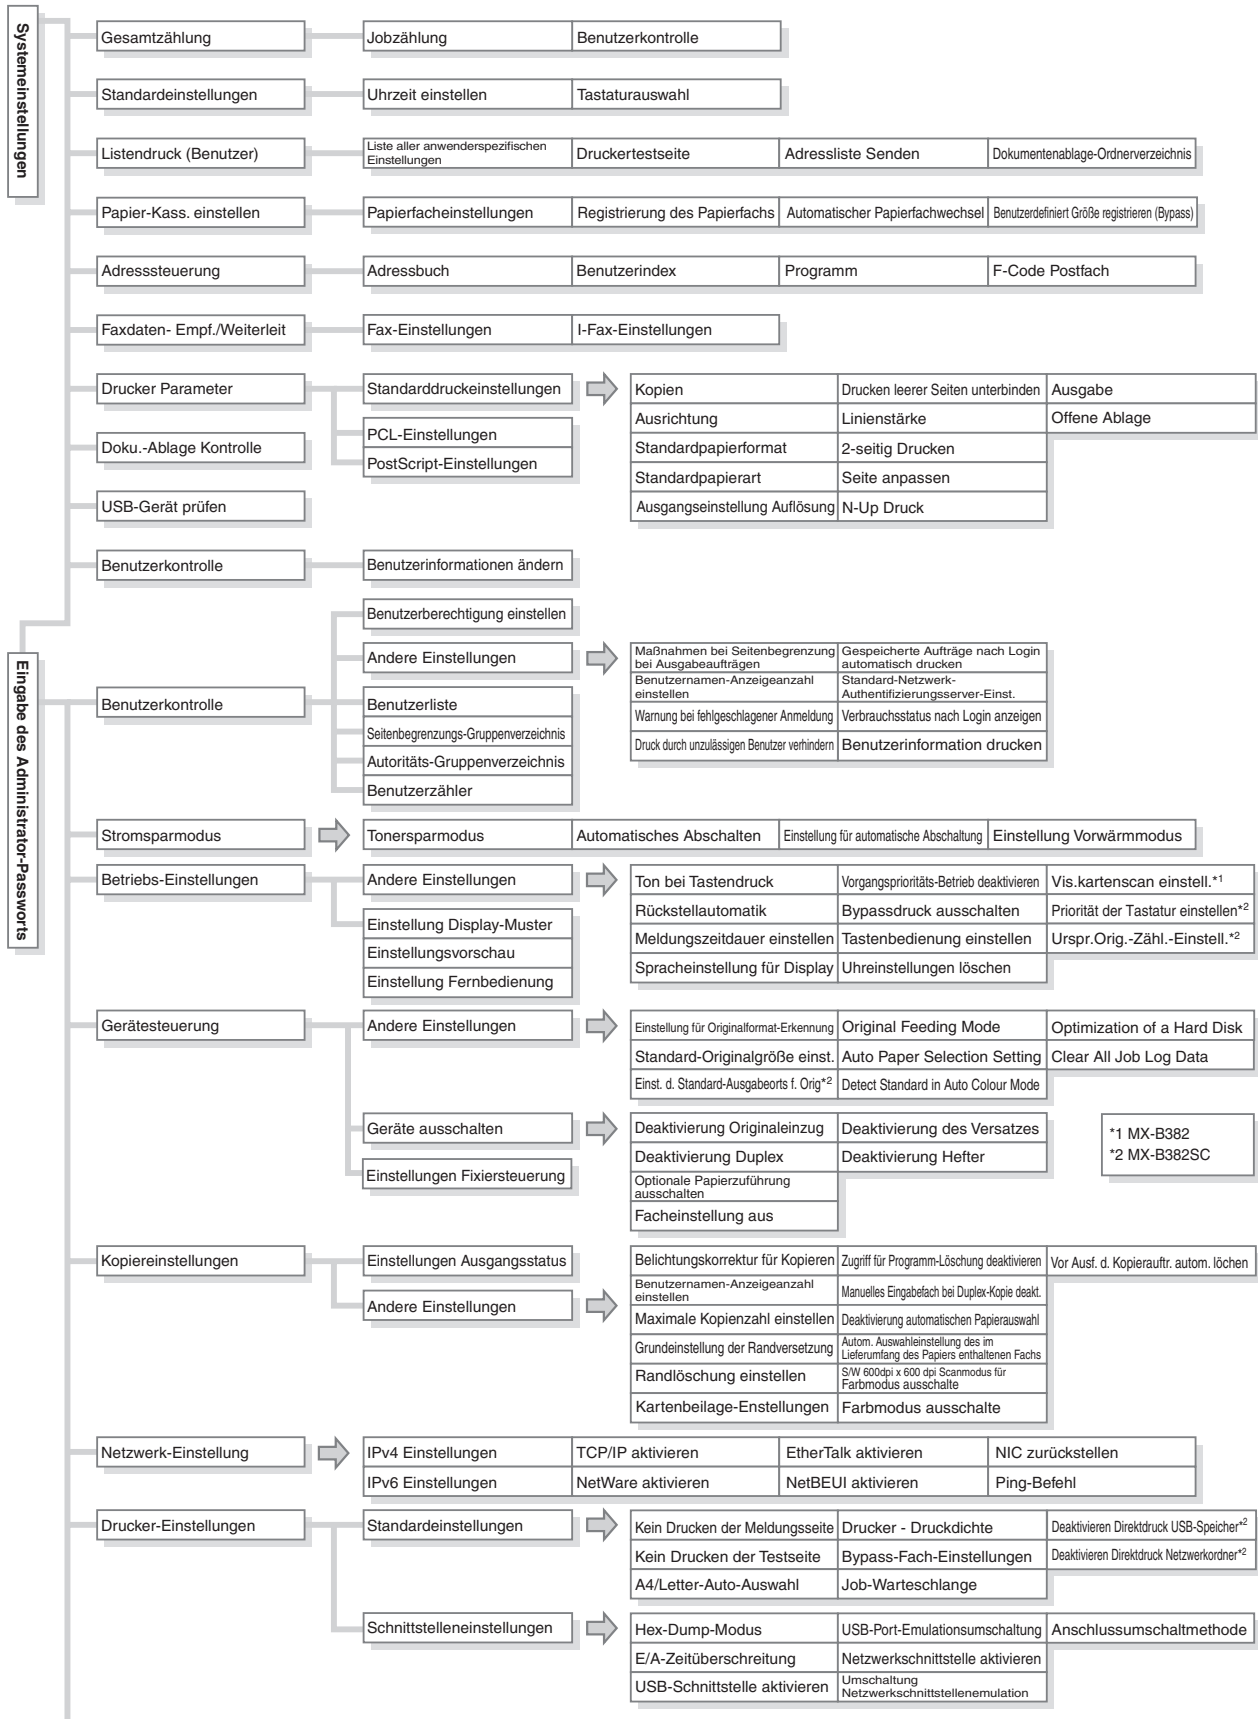 Systemeinstellungen
Gesamtzählung
Jobzählung
Benutzerkontrolle
Standardeinstellungen
Uhrzeit einstellen
Tastaturauswahl
Listendruck (Benutzer)
Liste aller anwenderspezifischen
Einstellungen
Druckertestseite
Adressliste Senden
Dokumentenablage-Ordnerverzeichnis
Papier-Kass. einstellen
Papierfacheinstellungen
Registrierung des Papierfachs
Automatischer Papierfachwechsel
Benutzerdefiniert Größe registrieren (Bypass)
Adresssteuerung
Adressbuch
Benutzerindex
Programm
F-Code Postfach
Faxdaten- Empf./Weiterleit
Fax-Einstellungen
I-Fax-Einstellungen
Drucker Parameter
Standarddruckeinstellungen
PCL-Einstellungen
PostScript-Einstellungen
Kopien
Drucken leerer Seiten unterbinden
Ausgabe
Ausrichtung
Linienstärke
Offene Ablage
Standardpapierformat
2-seitig Drucken
Standardpapierart
Seite anpassen
Ausgangseinstellung Auflösung
N-Up Druck
Doku.-Ablage Kontrolle
USB-Gerät prüfen
Benutzerkontrolle
Benutzerinformationen ändern
Eingabe des Administrator-Passworts
Benutzerkontrolle
Benutzerberechtigung einstellen
Andere Einstellungen
Benutzerliste
Seitenbegrenzungs-Gruppenverzeichnis
Autoritäts-Gruppenverzeichnis
Benutzerzähler
Maßnahmen bei Seitenbegrenzung
bei Ausgabeaufträgen
Gespeicherte Aufträge nach Login
automatisch drucken
Benutzernamen-Anzeigeanzahl
einstellen
Standard-Netzwerk-
Authentifizierungsserver-Einst.
Warnung bei fehlgeschlagener Anmeldung
Verbrauchsstatus nach Login anzeigen
Druck durch unzulässigen Benutzer verhindern
Benutzerinformation drucken
Stromsparmodus
Tonersparmodus
Automatisches Abschalten
Einstellung für automatische Abschaltung
Einstellung Vorwärmmodus
Betriebs-Einstellungen
Andere Einstellungen
Einstellung Display-Muster
Einstellungsvorschau
Einstellung Fernbedienung
Ton bei Tastendruck
Vorgangsprioritäts-Betrieb deaktivieren
Vis.kartenscan einstell.*1
Rückstellautomatik
Bypassdruck ausschalten
Priorität der Tastatur einstellen*2
Meldungszeitdauer einstellen
Tastenbedienung einstellen
Urspr.Orig.-Zähl.-Einstell.*2
Spracheinstellung für Display
Uhreinstellungen löschen
Gerätesteuerung
Andere Einstellungen
Einstellung für Originalformat-Erkennung
Original Feeding Mode
Optimization of a Hard Disk
Standard-Originalgröße einst.
Auto Paper Selection Setting
Clear All Job Log Data
Einst. d. Standard-Ausgabeorts f. Orig*2
Detect Standard in Auto Colour Mode
Geräte ausschalten
Einstellungen Fixiersteuerung
Deaktivierung Originaleinzug
Deaktivierung des Versatzes
Deaktivierung Duplex
Deaktivierung Hefter
Optionale Papierzuführung
ausschalten
Facheinstellung aus
*1 MX-B382
*2 MX-B382SC
Kopiereinstellungen
Einstellungen Ausgangsstatus
Andere Einstellungen
Belichtungskorrektur für Kopieren
Zugriff für Programm-Löschung deaktivieren
Vor Ausf. d. Kopierauftr. autom. löchen
Benutzernamen-Anzeigeanzahl
einstellen
Manuelles Eingabefach bei Duplex-Kopie deakt.
Maximale Kopienzahl einstellen
Deaktivierung automatischen Papierauswahl
Grundeinstellung der Randversetzung
Autom. Auswahleinstellung des im
Lieferumfang des Papiers enthaltenen Fachs
Randlöschung einstellen
S/W 600dpi x 600 dpi Scanmodus für
Farbmodus ausschalte
Kartenbeilage-Enstellungen
Farbmodus ausschalte
Netzwerk-Einstellung
IPv4 Einstellungen
TCP/IP aktivieren
EtherTalk aktivieren
NIC zurückstellen
IPv6 Einstellungen
NetWare aktivieren
NetBEUI aktivieren
Ping-Befehl
Drucker-Einstellungen
Standardeinstellungen
Kein Drucken der Meldungsseite
Drucker - Druckdichte
Deaktivieren Direktdruck USB-Speicher*2
Kein Drucken der Testseite
Bypass-Fach-Einstellungen
Deaktivieren Direktdruck Netzwerkordner*2
A4/Letter-Auto-Auswahl
Job-Warteschlange
Schnittstelleneinstellungen
Hex-Dump-Modus
USB-Port-Emulationsumschaltung
Anschlussumschaltmethode
E/A-Zeitüberschreitung
Netzwerkschnittstelle aktivieren
USB-Schnittstelle aktivieren
Umschaltung
Netzwerkschnittstellenemulation